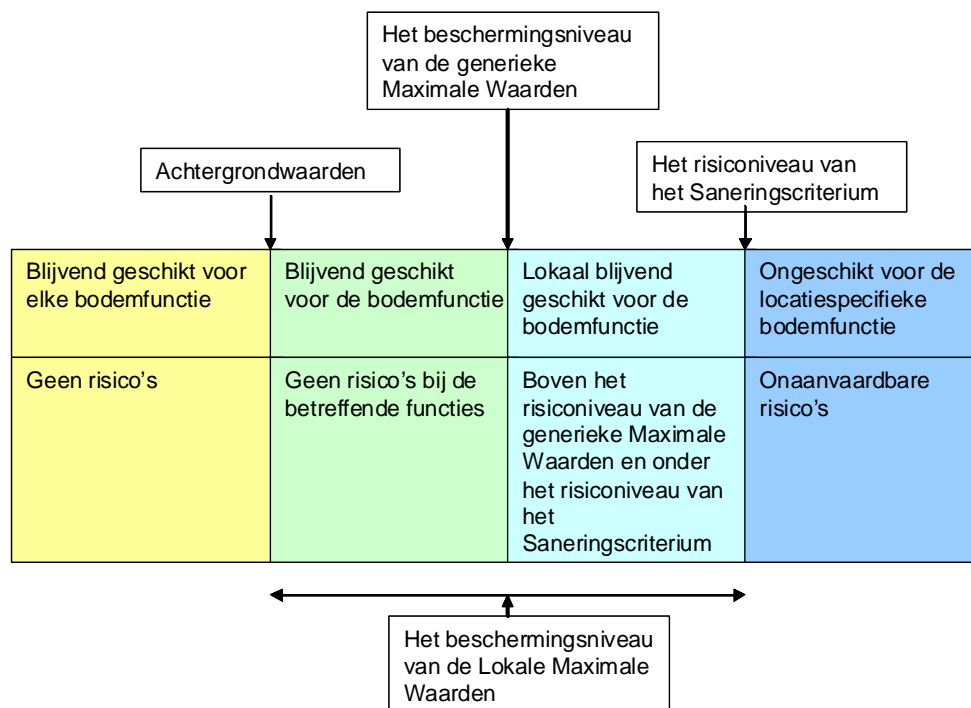 Het beschermingsniveau
van de generieke
Maximale Waarden
Achtergrondwaarden
Het risiconiveau van
het Saneringscriterium
Blijvend geschikt voor
elke bodemfunctie
Blijvend geschikt
voor de bodemfunctie
Lokaal blijvend
geschikt voor de
bodemfunctie
Ongeschikt voor de
locatiespecifieke
bodemfunctie
Geen risico's
Geen risico's bij de
betreffende functies
Boven het
risiconiveau van de
generieke Maximale
Waarden en onder
het risiconiveau van
het
Saneringscriterium
Onaanvaardbare
risico's
Het beschermingsniveau
van de Lokale Maximale
Waarden